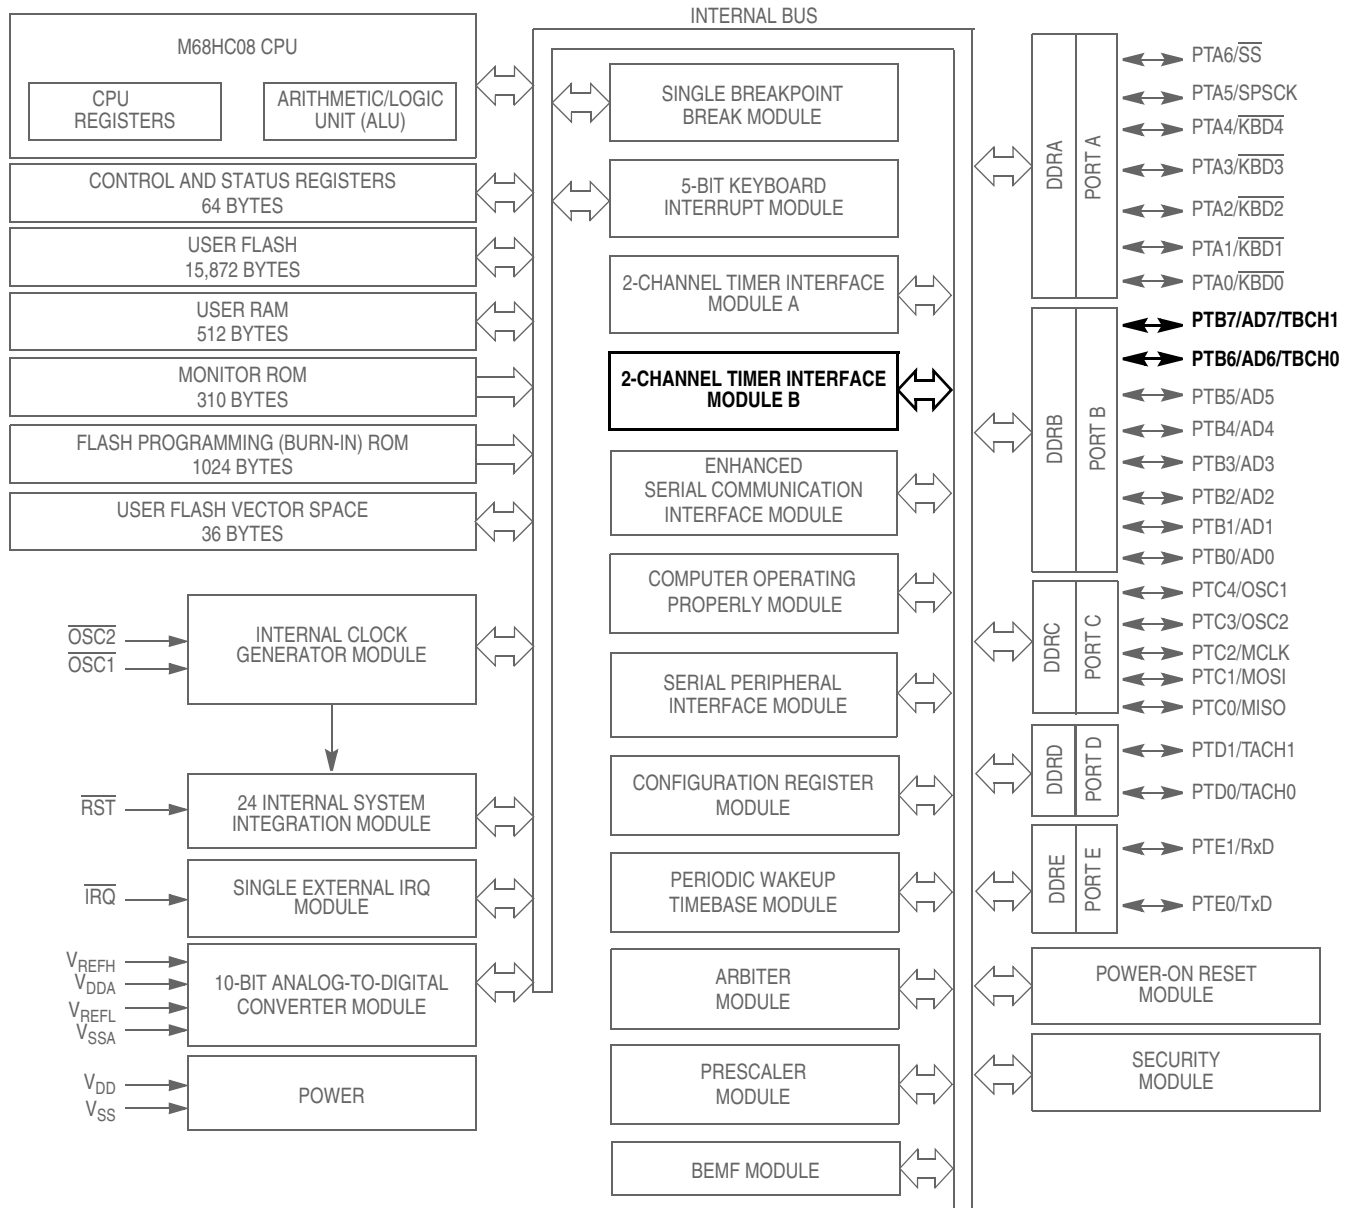 INTERNAL BUS
M68HC08 CPU
CPU
REGISTERS
ARITHMETIC/LOGIC
UNIT (ALU)
CONTROL AND STATUS REGISTERS
64 BYTES
USER FLASH
15,872 BYTES
USER RAM
512 BYTES
MONITOR ROM
310 BYTES
FLASH PROGRAMMING (BURN-IN) ROM
1024 BYTES
USER FLASH VECTOR SPACE
36 BYTES
OSC2
OSC1
INTERNAL CLOCK
GENERATOR MODULE
RST
24 INTERNAL SYSTEM
INTEGRATION MODULE
IRQ
SINGLE EXTERNAL IRQ
MODULE
VREFH
VDDA
VREFL
VSSA
10-BIT ANALOG-TO-DIGITAL
CONVERTER MODULE
VDD
VSS
POWER
SINGLE BREAKPOINT
BREAK MODULE
5-BIT KEYBOARD
INTERRUPT MODULE
2-CHANNEL TIMER INTERFACE
MODULE A
2-CHANNEL TIMER INTERFACE
MODULE B
ENHANCED
SERIAL COMMUNICATION
INTERFACE MODULE
COMPUTER OPERATING
PROPERLY MODULE
SERIAL PERIPHERAL
INTERFACE MODULE
CONFIGURATION REGISTER
MODULE
PERIODIC WAKEUP
TIMEBASE MODULE
ARBITER
MODULE
PRESCALER
MODULE
BEMF MODULE
DDRA
PORT A
PTA6/SS
PTA5/SPSCK
PTA4/KBD4
PTA3/KBD3
PTA2/KBD2
PTA1/KBD1
PTA0/KBD0
DDRB
PORT B
PTB7/AD7/TBCH1
PTB6/AD6/TBCH0
PTB5/AD5
PTB4/AD4
PTB3/AD3
PTB2/AD2
PTB1/AD1
PTB0/AD0
DDRC
PORT C
PTC4/OSC1
PTC3/OSC2
PTC2/MCLK
PTC1/MOSI
PTC0/MISO
DDRD
PORT D
PTD1/TACH1
PTD0/TACH0
DDRE
PORT E
PTE1/RxD
PTE0/TxD
POWER-ON RESET
MODULE
SECURITY
MODULE